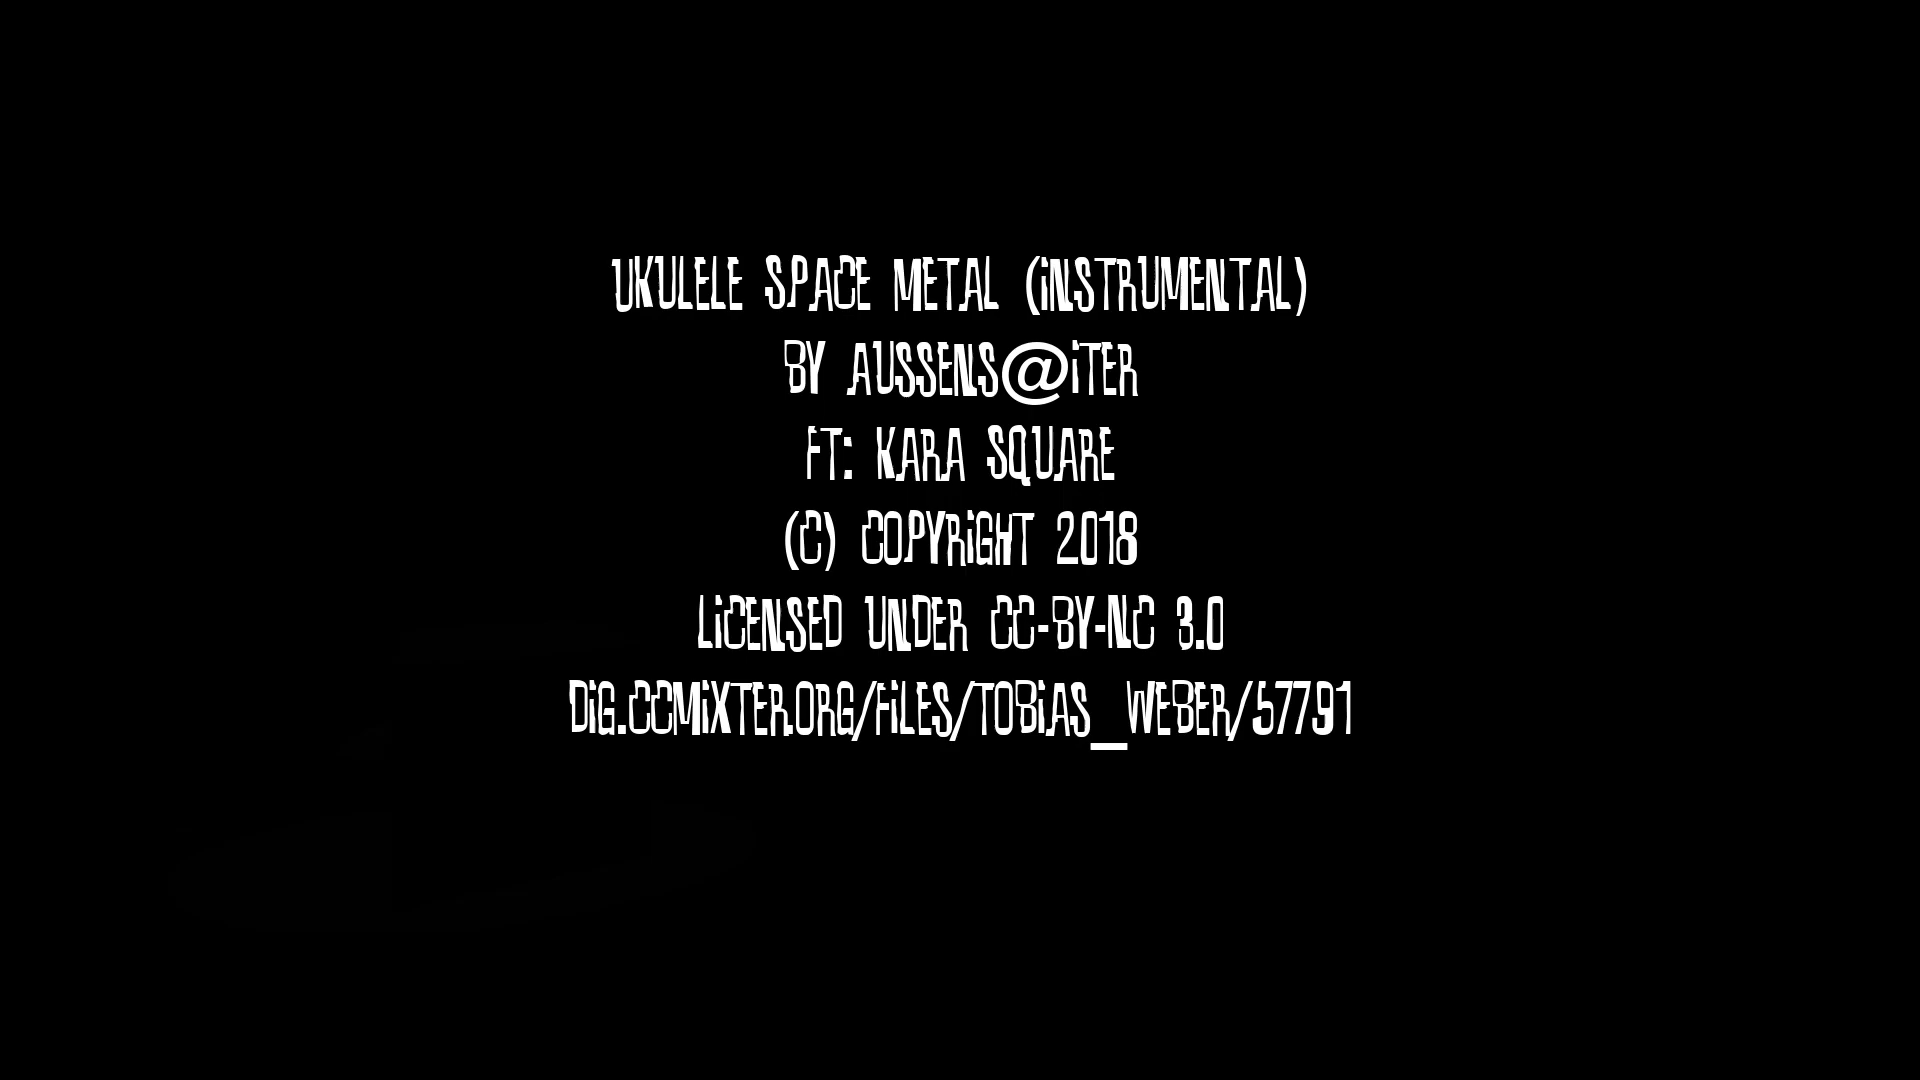 UKULELE SPACE METAL (iNSTRUMENTAL)
BY AUSSENS@iTER
FT: KARA SQUARE
(C) COPYRiGHT 2018
LiCENSED UNDER CC-BY-NC 3.0
DiG.CCMiXTER.ORG/FiLES/TOBiAS_WEBER/57791